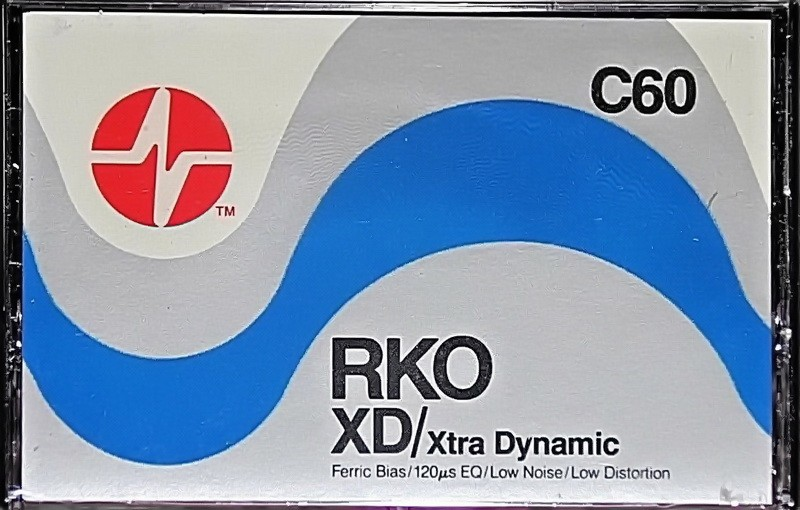 C60
TM
RKO
XD/Xtra Dynamic
Ferric Bias/120µs EQ/Low Noise/Low Distortion